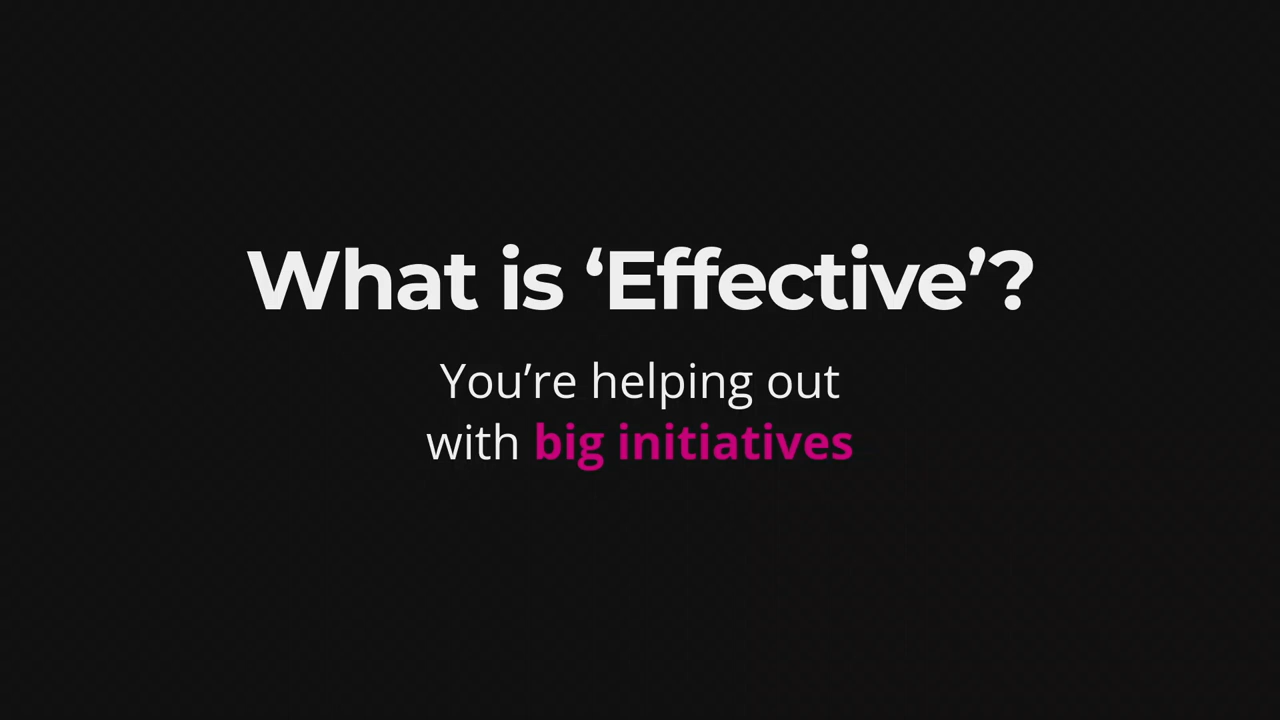 What is ‘Effective’?
You’re helping out
with big initiatives